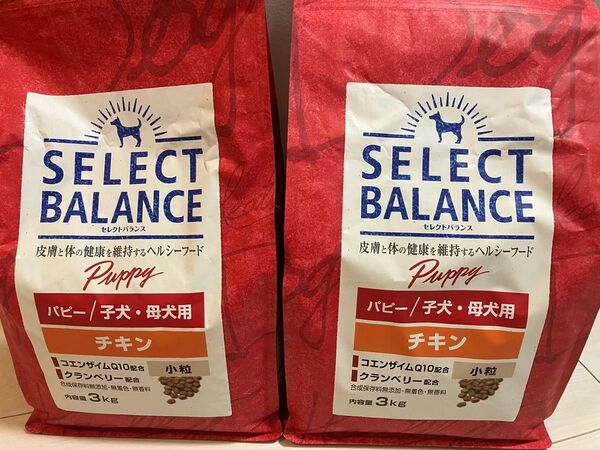 SELECT
BALANCE
セレクトバランス
皮膚と体の健康を維持するヘルシーフード
Puppy
パピー/子犬・母犬用
チキン
コエンザイムQ10配合
クランベリー配合
小粒
合成保存料無添加・無着色・無香料
内容量 3kg
SELECT
BALANCE
セレクトバランス
皮膚と体の健康を維持するヘルシーフード
Puppy
パピー/子犬・母犬用
チキン
コエンザイムQ10配合
クランベリー配合
小粒
合成保存料無添加・無着色・無香料
内容量 3kg